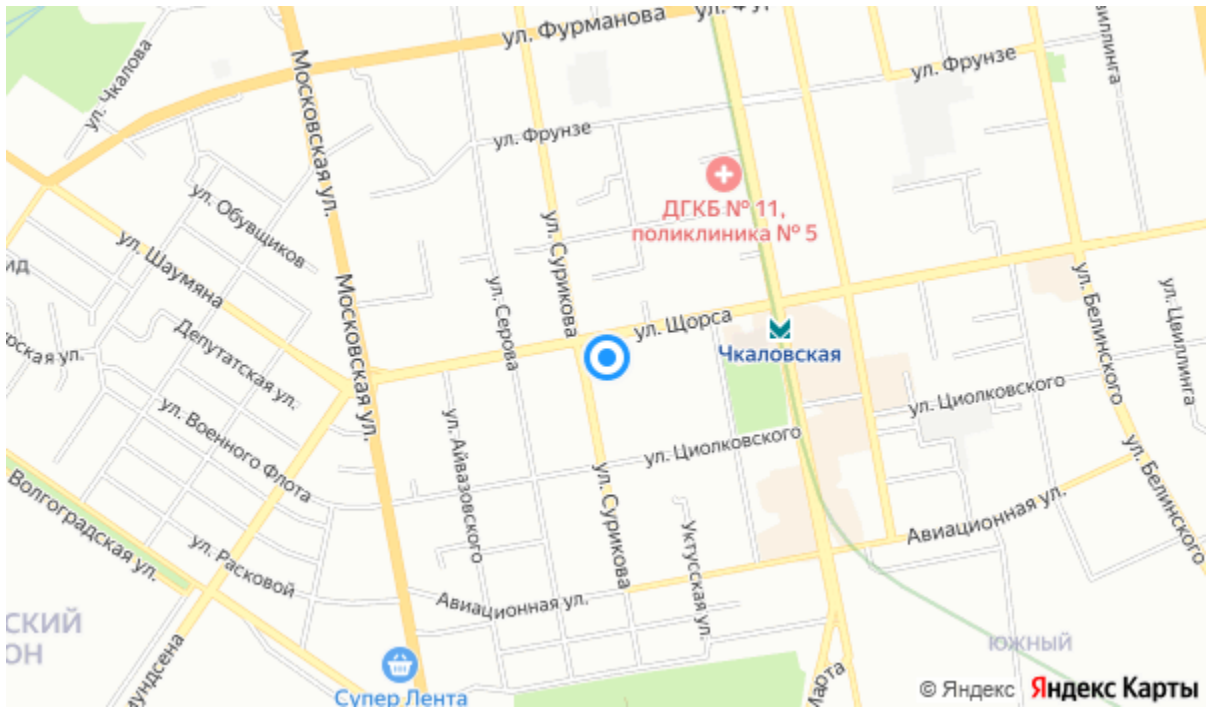 ул. Фурманова
ул. Чкалова
Московская ул.
ул. Фрунзе
ул. Фрунзе
ул. Обувщиков
ДГКБ № 11,
поликлиника № 5
ул. Шаумяна
ул. Сурикова
Московская ул.
ул. Серова
ул. Щорса
Чкаловская
ул. Белинского
ул. Цвиллинга
Депутатская ул.
ул. Циолковского
ул. Военного Флота
ул. Айвазовского
ул. Циолковского
ул. Белинского
Волгоградская ул.
ул. Сурикова
Авиационная ул.
ул. Расковой
Уктусская ул.
Авиационная ул.
ЮЖНЫЙ
Супер Лента
Марта
© Яндекс Яндекс Карты